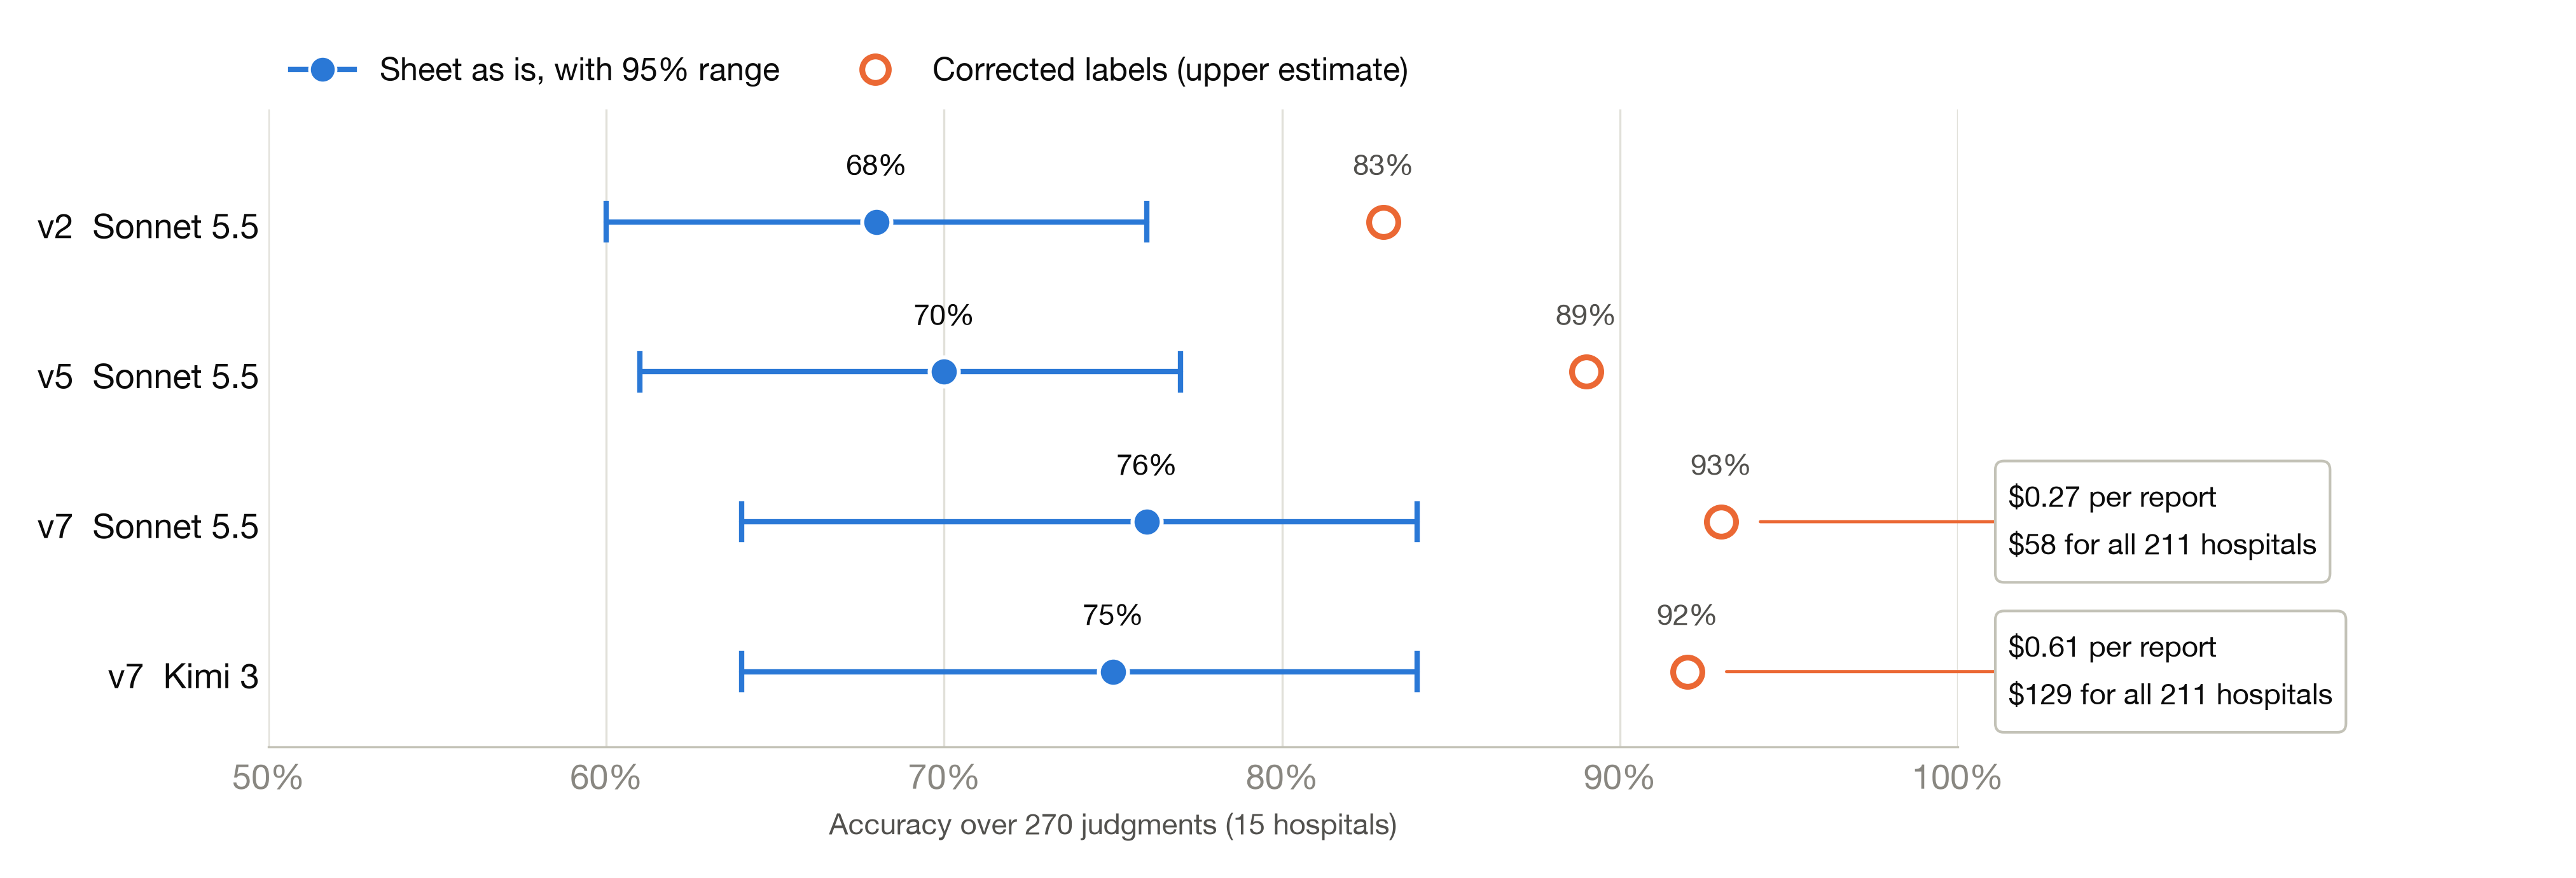 Sheet as is, with 95% range
Corrected labels (upper estimate)
68%
83%
v2 Sonnet 5.5
70%
89%
v5 Sonnet 5.5
76%
93%
v7 Sonnet 5.5
$0.27 per report
$58 for all 211 hospitals
75%
92%
v7 Kimi 3
$0.61 per report
$129 for all 211 hospitals
50% 60% 70% 80% 90% 100%
Accuracy over 270 judgments (15 hospitals)